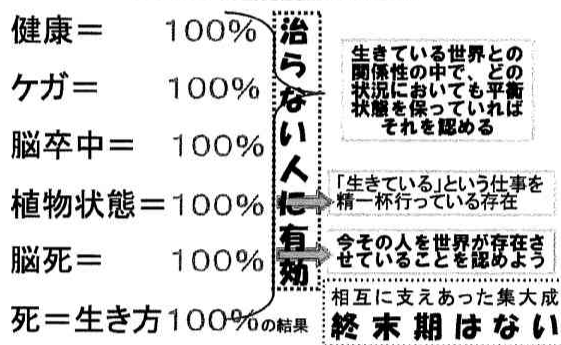 健康＝ 100%
ケガ＝ 100%
脳卒中＝ 100%
植物状態＝100%
脳死＝ 100%
死＝生き方100%の結果
治らない人に有効
生きている世界との
関係性の中で、どの
状況においても平衡
状態を保っていれば
それを認める
「生きている」という仕事を
精一杯行っている存在
今その人を世界が存在さ
せていることを認めよう
相互に支えあった集大成
終末期はない